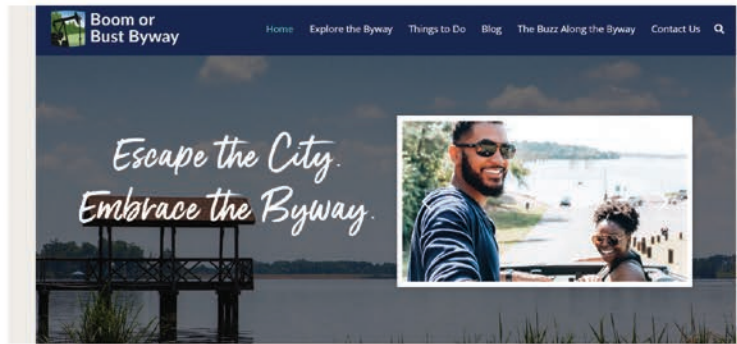 Boom or
Bust Byway
Home Explore the Byway Things to Do Blog The Buzz Along the Byway Contact Us
Escape the City.
Embrace the Byway.